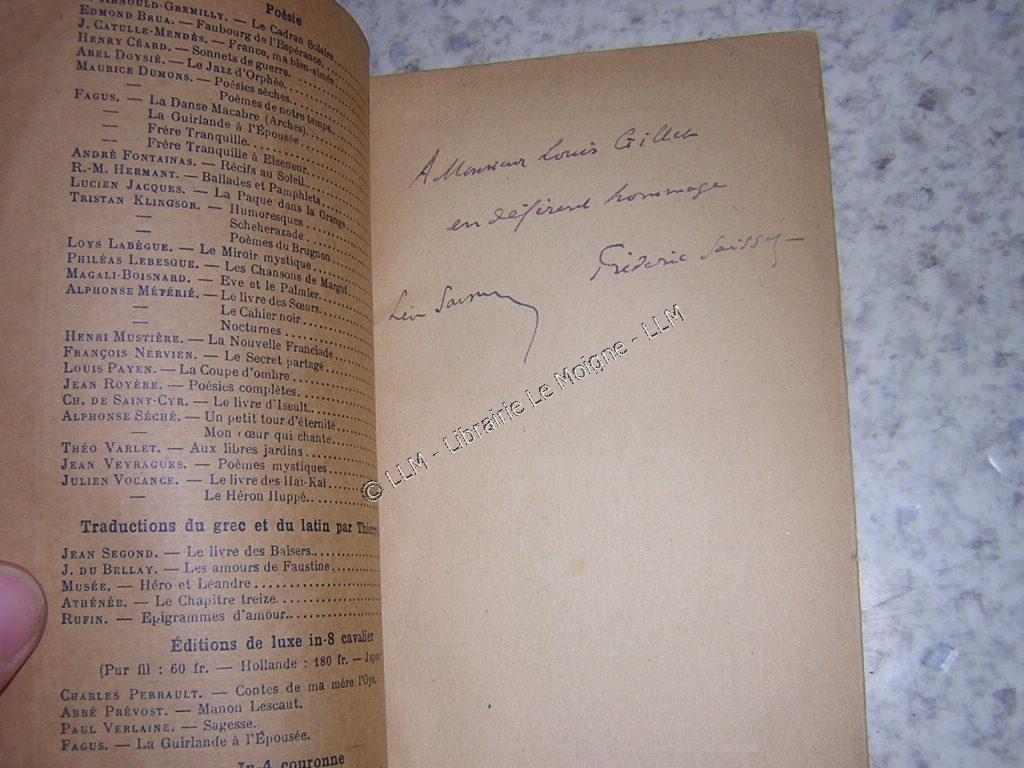 Poésie
ARNOULD-GREMILLY. — Le Cadran Solaire
EDMOND BRUA. — Faubourg de l'Espérance
J. CATULLE-MENDÈS. — France, ma bien-aimée
HENRY CÉARD. — Sonnets de guerre.
ABEL DOYSIÉ. — Le Jazz d'Orphée
MAURICE DUMONS. — Poésies sèches
— Poèmes de notre temps
FAGUS. — La Danse Macabre (Arches)
— La Guirlande à l'Épousée
— Frère Tranquille
— Frère Tranquille à Elseneur
ANDRÉ FONTAINAS. — Récifs au Soleil
R.-M. HERMANT. — Ballades et Pamphlets
LUCIEN JACQUES. — La Paque dans la Grange
TRISTAN KLINGSOR. — Humoresques
— Scheherazade
— Poèmes du Brugnon
LOYS LABÈGUE. — Le Miroir mystique
PHILÉAS LEBESGUE. — Les Chansons de Margot
MAGALI-BOISNARD. — Eve et le Palmier
ALPHONSE MÉTÉRIÉ. — Le livre des Sœurs
— Le Cahier noir
— Nocturnes
HENRI MUSTIÈRE. — La Nouvelle Franciade
FRANÇOIS NERVIEN. — Le Secret partagé
LOUIS PAYEN. — La Coupe d'ombre
JEAN ROYÈRE. — Poésies complètes
CH. DE SAINT-CYR. — Le livre d'Iseult
ALPHONSE SÉCHÉ. — Un petit tour d'éternité
— Mon cœur qui chante
THÉO VARLET. — Aux libres jardins
JEAN VEYRAGUES. — Poèmes mystiques
JULIEN VOCANCE. — Le livre des Haï-Kaï
— Le Héron Huppé
Traductions du grec et du latin par
JEAN SEGOND. — Le livre des Baisers
J. DU BELLAY. — Les amours de Faustine
MUSÉE. — Héro et Léandre
ATHÉNÉE. — Le Chapitre treize
RUFIN. — Epigrammes d'amour
Éditions de luxe in-8 cavalier
(Pur fil : 60 fr. — Hollande : 180 fr. —
CHARLES PERRAULT. — Contes de ma mère l'Oye.
ABBÉ PRÉVOST. — Manon Lescaut.
PAUL VERLAINE. — Sagesse.
FAGUS. — La Guirlande à l'Épousée.
In-4 couronne
A Monsieur Louis Gillet
en déférent hommage
Frédéric Saisset
Léon
© LLM - Librairie Le Moigne - LLM